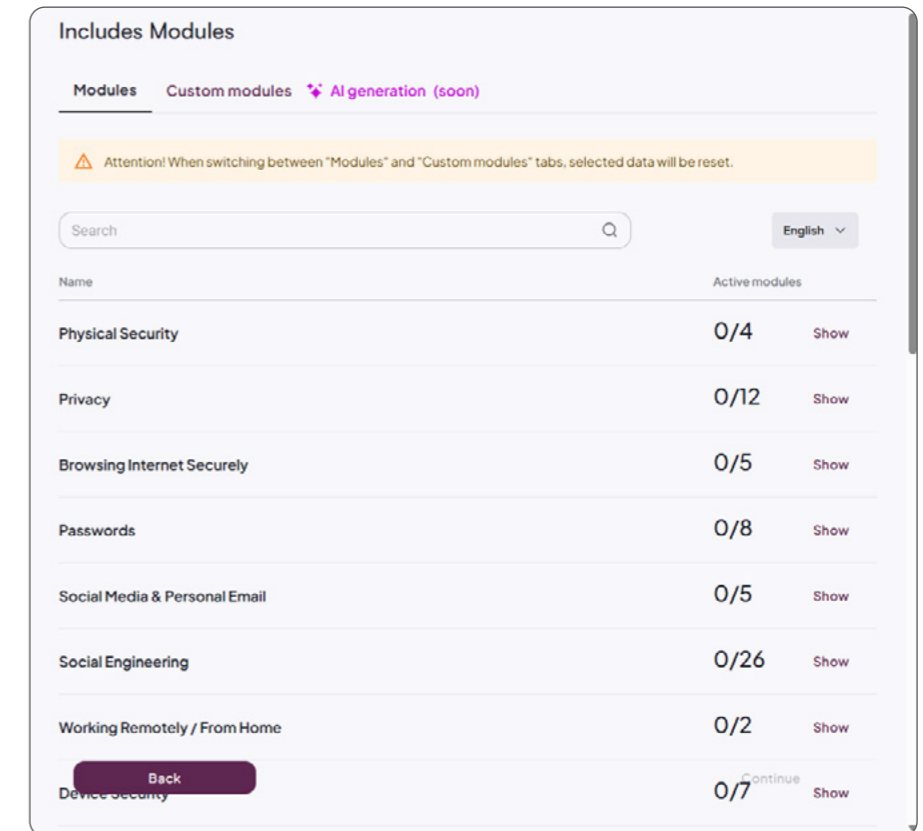 Includes Modules
Modules Custom modules AI generation (soon)
Attention! When switching between "Modules" and "Custom modules" tabs, selected data will be reset.
Search English
Name Active modules
Physical Security 0/4 Show
Privacy 0/12 Show
Browsing Internet Securely 0/5 Show
Passwords 0/8 Show
Social Media & Personal Email 0/5 Show
Social Engineering 0/26 Show
Working Remotely / From Home 0/2 Show
Back Continue
Device Security 0/7 Show